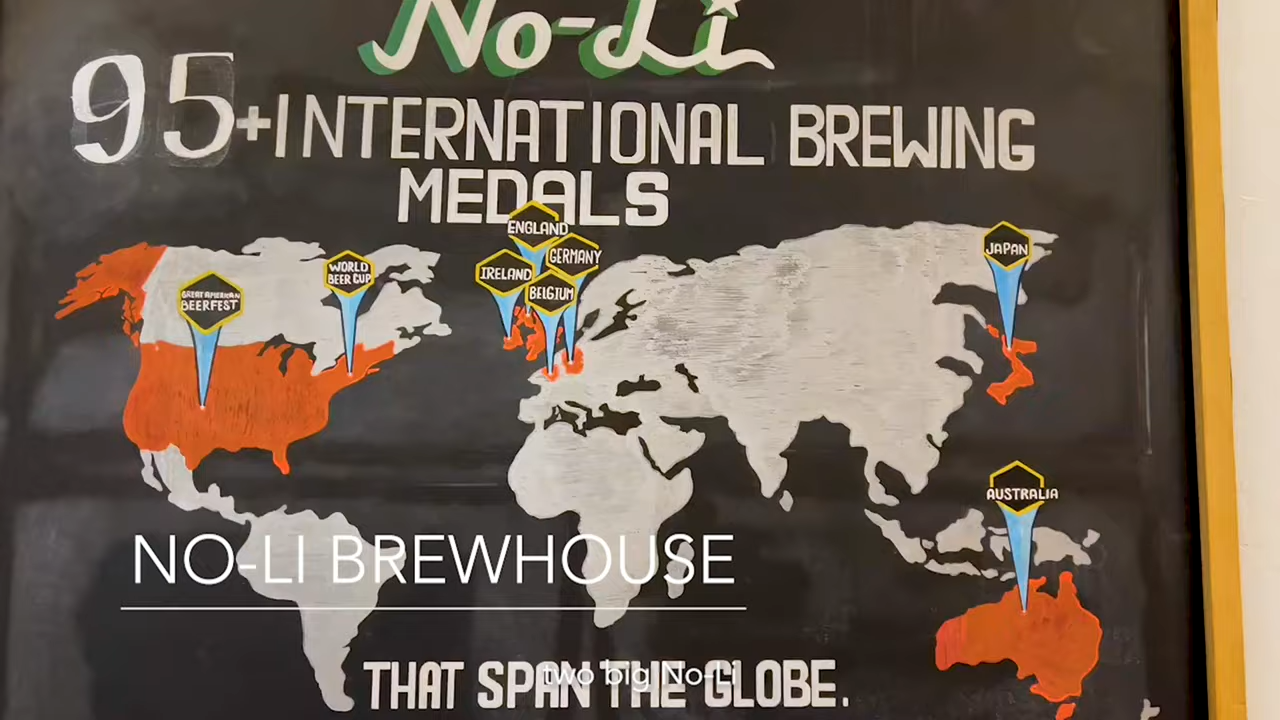 No-Li
95+INTERNATIONAL BREWING
MEDALS
ENGLAND
GERMANY
IRELAND
BELGIUM
WORLD
BEER CUP
GREAT AMERICAN
BEERFEST
JAPAN
AUSTRALIA
NO-LI BREWHOUSE
THAT SPAN THE GLOBE.
two big No-Li